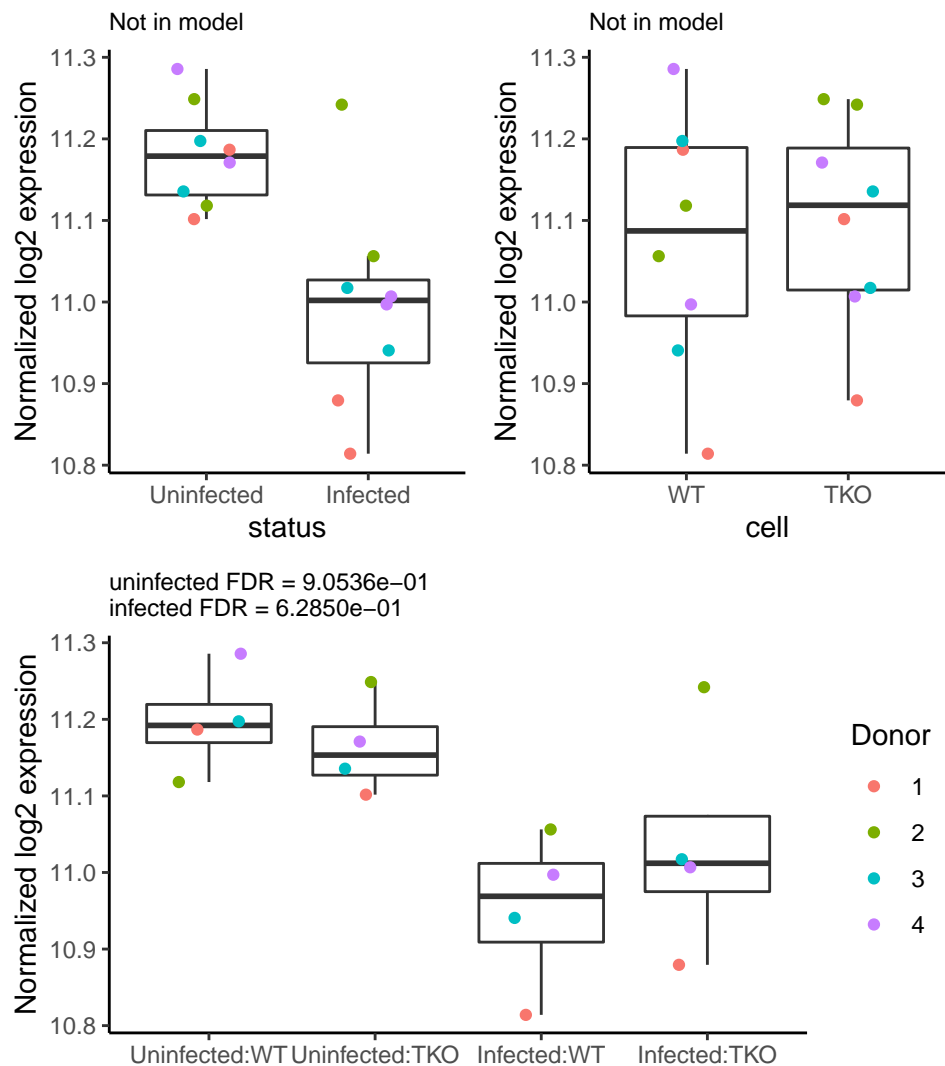 Not in model
Normalized log2 expression
11.3
11.2
11.1
11.0
10.9
10.8
Uninfected Infected
status
Not in model
Normalized log2 expression
11.3
11.2
11.1
11.0
10.9
10.8
WT TKO
cell
uninfected FDR = 9.0536e−01
infected FDR = 6.2850e−01
Normalized log2 expression
11.3
11.2
11.1
11.0
10.9
10.8
Uninfected:WT Uninfected:TKO Infected:WT Infected:TKO
Donor
1
2
3
4